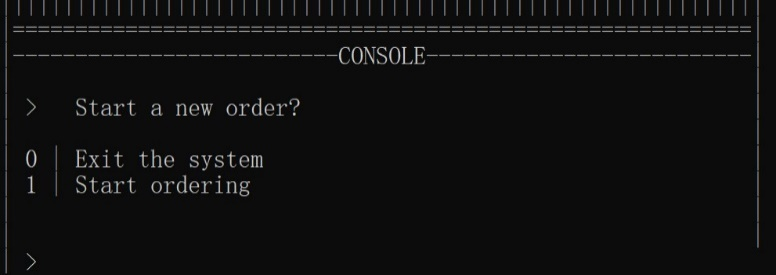 CONSOLE
> Start a new order?
0 | Exit the system
1 | Start ordering
>